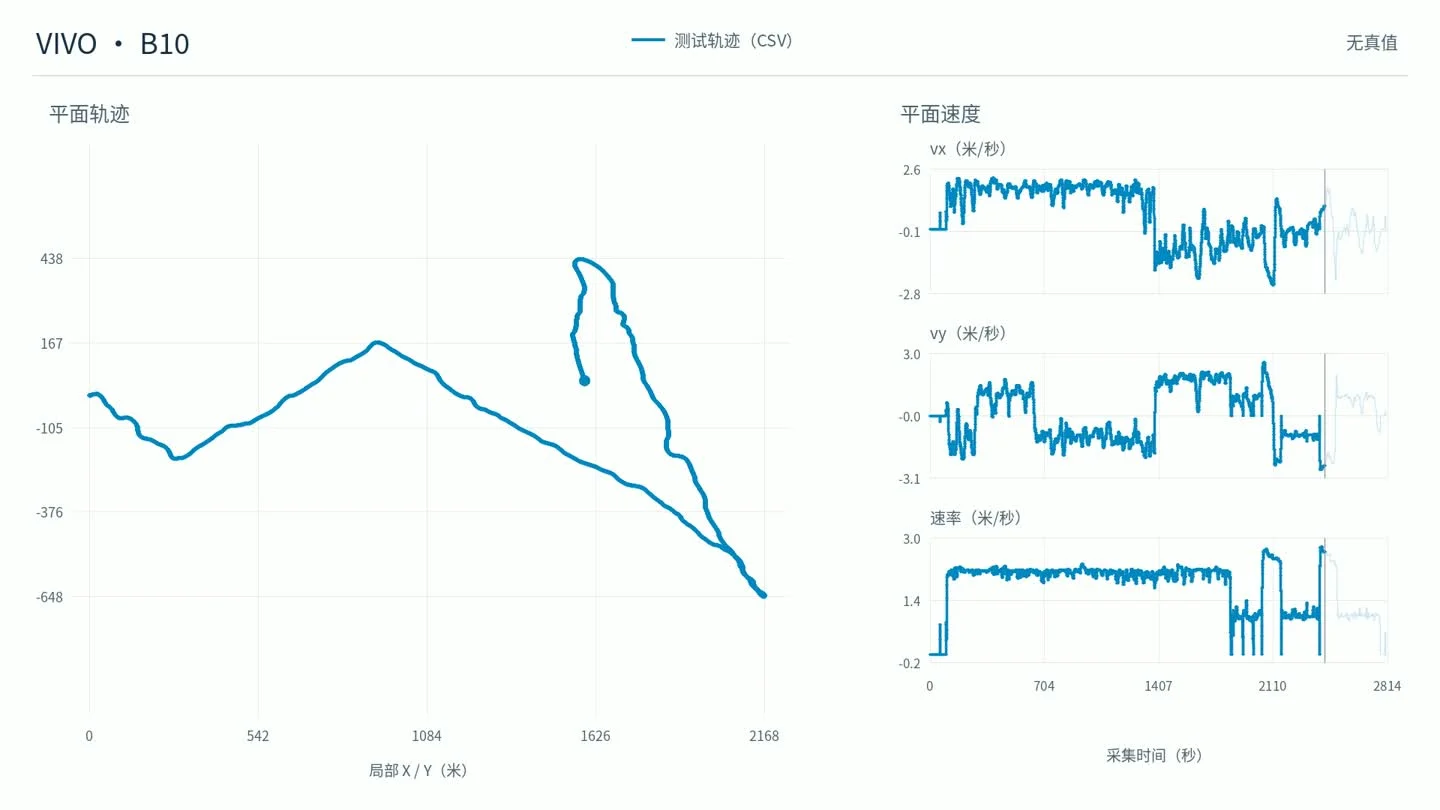 VIVO · B10
测试轨迹（CSV）
无真值
平面轨迹
438
167
-105
-376
-648
0 542 1084 1626 2168
局部 X / Y（米）
平面速度
vx（米/秒）
2.6
-0.1
-2.8
vy（米/秒）
3.0
-0.0
-3.1
速率（米/秒）
3.0
1.4
-0.2
0 704 1407 2110 2814
采集时间（秒）